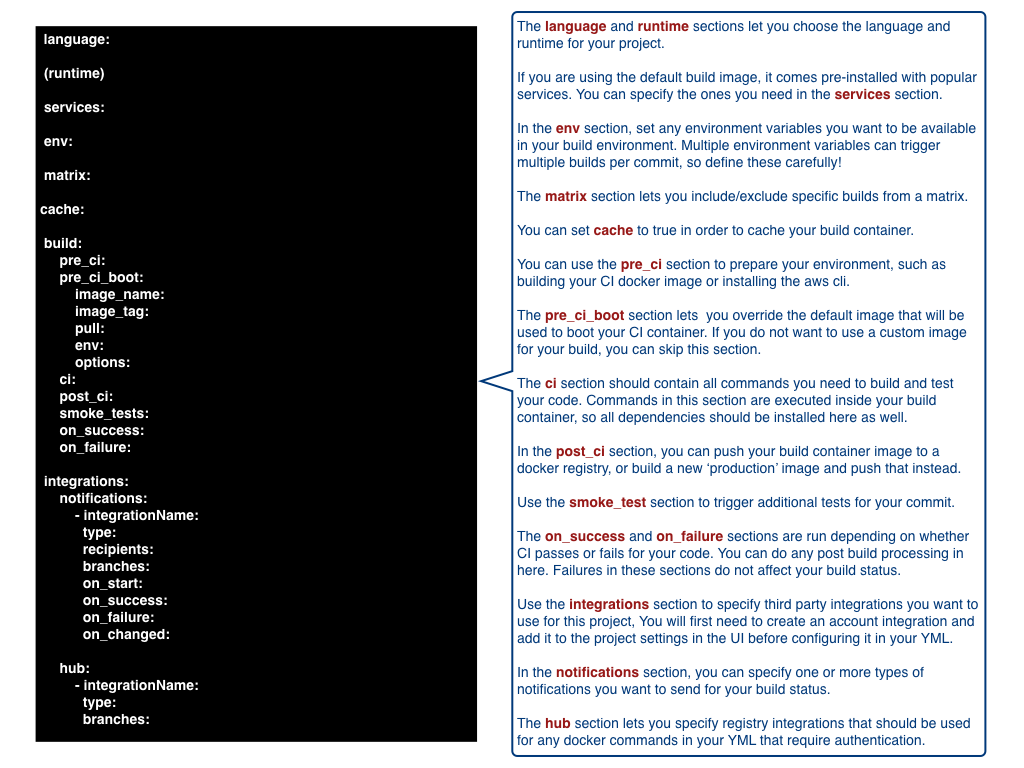 language:
(runtime)
services:
env:
matrix:
cache:
build:
pre_ci:
pre_ci_boot:
image_name:
image_tag:
pull:
env:
options:
ci:
post_ci:
smoke_tests:
on_success:
on_failure:
integrations:
notifications:
- integrationName:
type:
recipients:
branches:
on_start:
on_success:
on_failure:
on_changed:
hub:
- integrationName:
type:
branches:
The language and runtime sections let you choose the language and
runtime for your project.
If you are using the default build image, it comes pre-installed with popular
services. You can specify the ones you need in the services section.
In the env section, set any environment variables you want to be available
in your build environment. Multiple environment variables can trigger
multiple builds per commit, so define these carefully!
The matrix section lets you include/exclude specific builds from a matrix.
You can set cache to true in order to cache your build container.
You can use the pre_ci section to prepare your environment, such as
building your CI docker image or installing the aws cli.
The pre_ci_boot section lets  you override the default image that will be
used to boot your CI container. If you do not want to use a custom image
for your build, you can skip this section.
The ci section should contain all commands you need to build and test
your code. Commands in this section are executed inside your build
container, so all dependencies should be installed here as well.
In the post_ci section, you can push your build container image to a
docker registry, or build a new ‘production’ image and push that instead.
Use the smoke_test section to trigger additional tests for your commit.
The on_success and on_failure sections are run depending on whether
CI passes or fails for your code. You can do any post build processing in
here. Failures in these sections do not affect your build status.
Use the integrations section to specify third party integrations you want to
use for this project, You will first need to create an account integration and
add it to the project settings in the UI before configuring it in your YML.
In the notifications section, you can specify one or more types of
notifications you want to send for your build status.
The hub section lets you specify registry integrations that should be used
for any docker commands in your YML that require authentication.